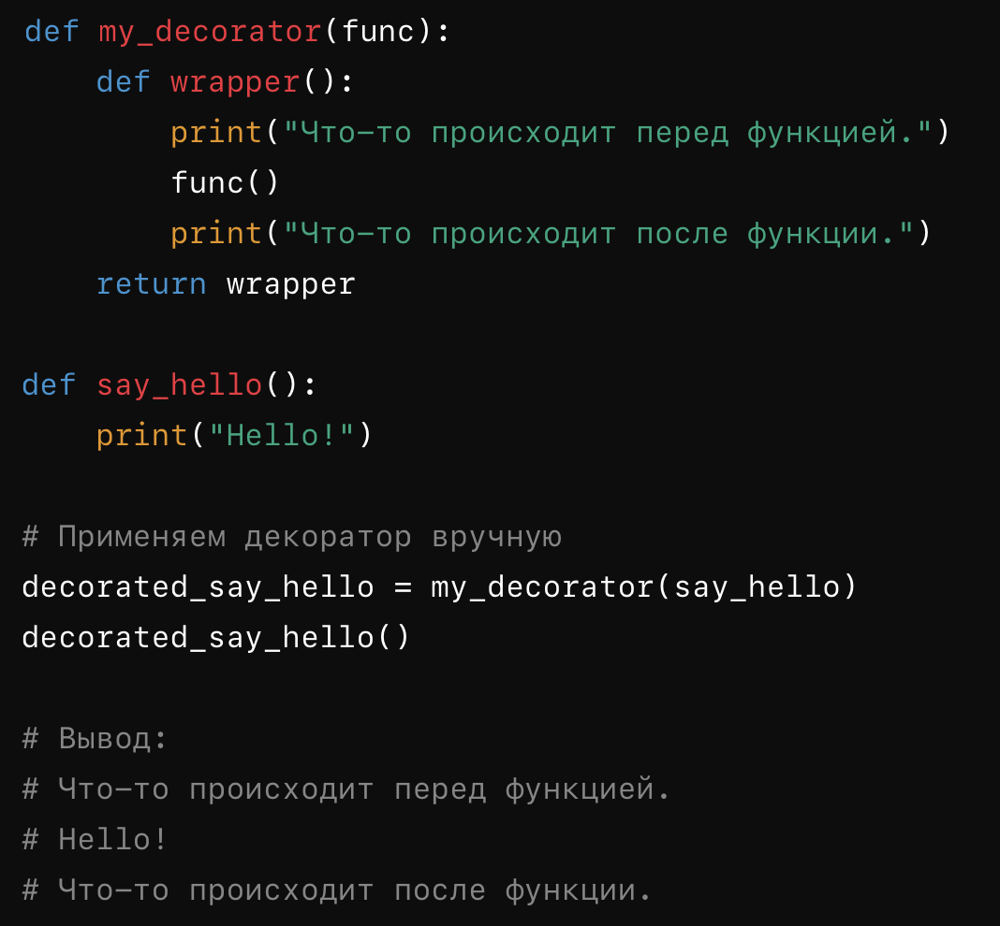 def my_decorator(func):
    def wrapper():
        print("Что-то происходит перед функцией.")
        func()
        print("Что-то происходит после функции.")
    return wrapper

def say_hello():
    print("Hello!")

# Применяем декоратор вручную
decorated_say_hello = my_decorator(say_hello)
decorated_say_hello()

# Вывод:
# Что-то происходит перед функцией.
# Hello!
# Что-то происходит после функции.